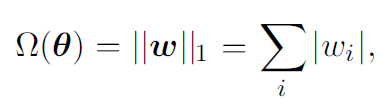 Ω(θ) = ||w||₁ = ∑ᵢ |wᵢ|,